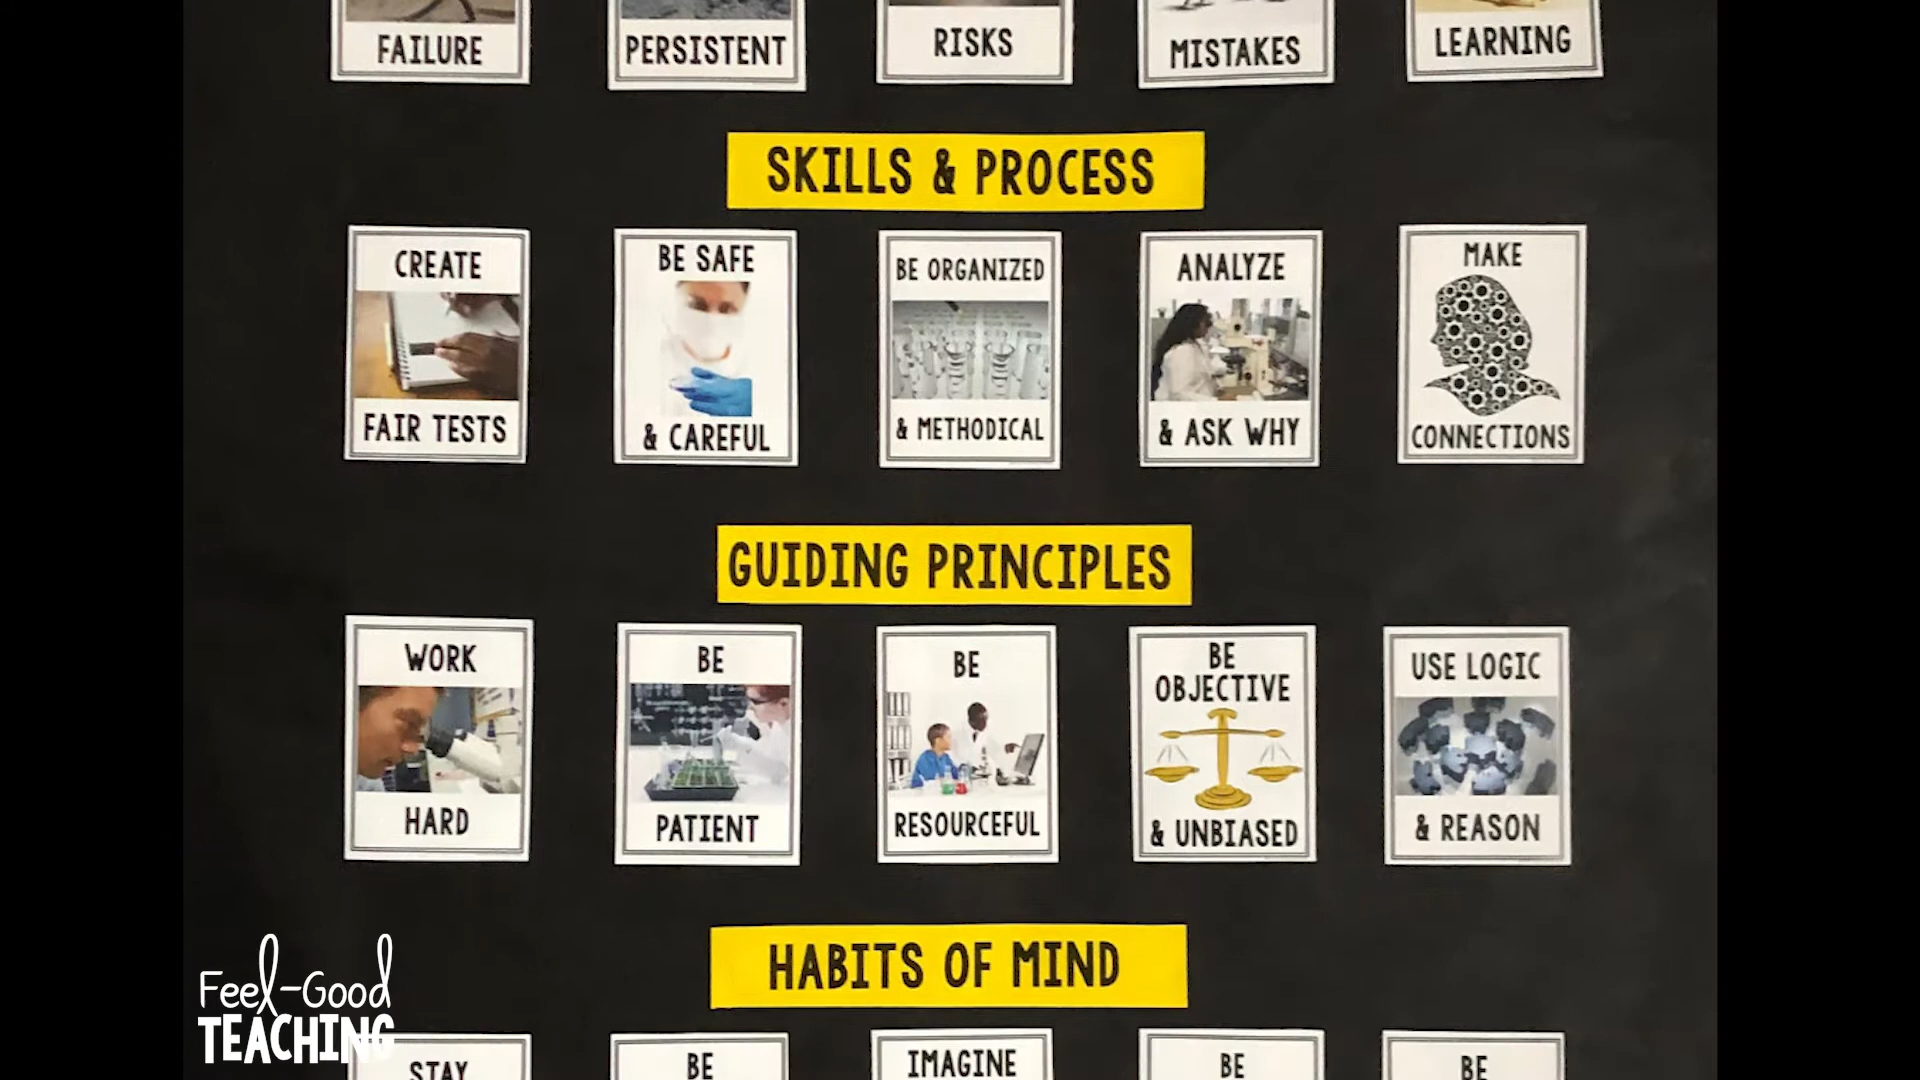 FAILURE
PERSISTENT
RISKS
MISTAKES
LEARNING
SKILLS & PROCESS
CREATE
FAIR TESTS
BE SAFE
& CAREFUL
BE ORGANIZED
& METHODICAL
ANALYZE
& ASK WHY
MAKE
CONNECTIONS
GUIDING PRINCIPLES
WORK
HARD
BE
PATIENT
BE
RESOURCEFUL
BE
OBJECTIVE
& UNBIASED
USE LOGIC
& REASON
HABITS OF MIND
STAY
BE
IMAGINE
BE
BE
Feel-Good
TEACHING